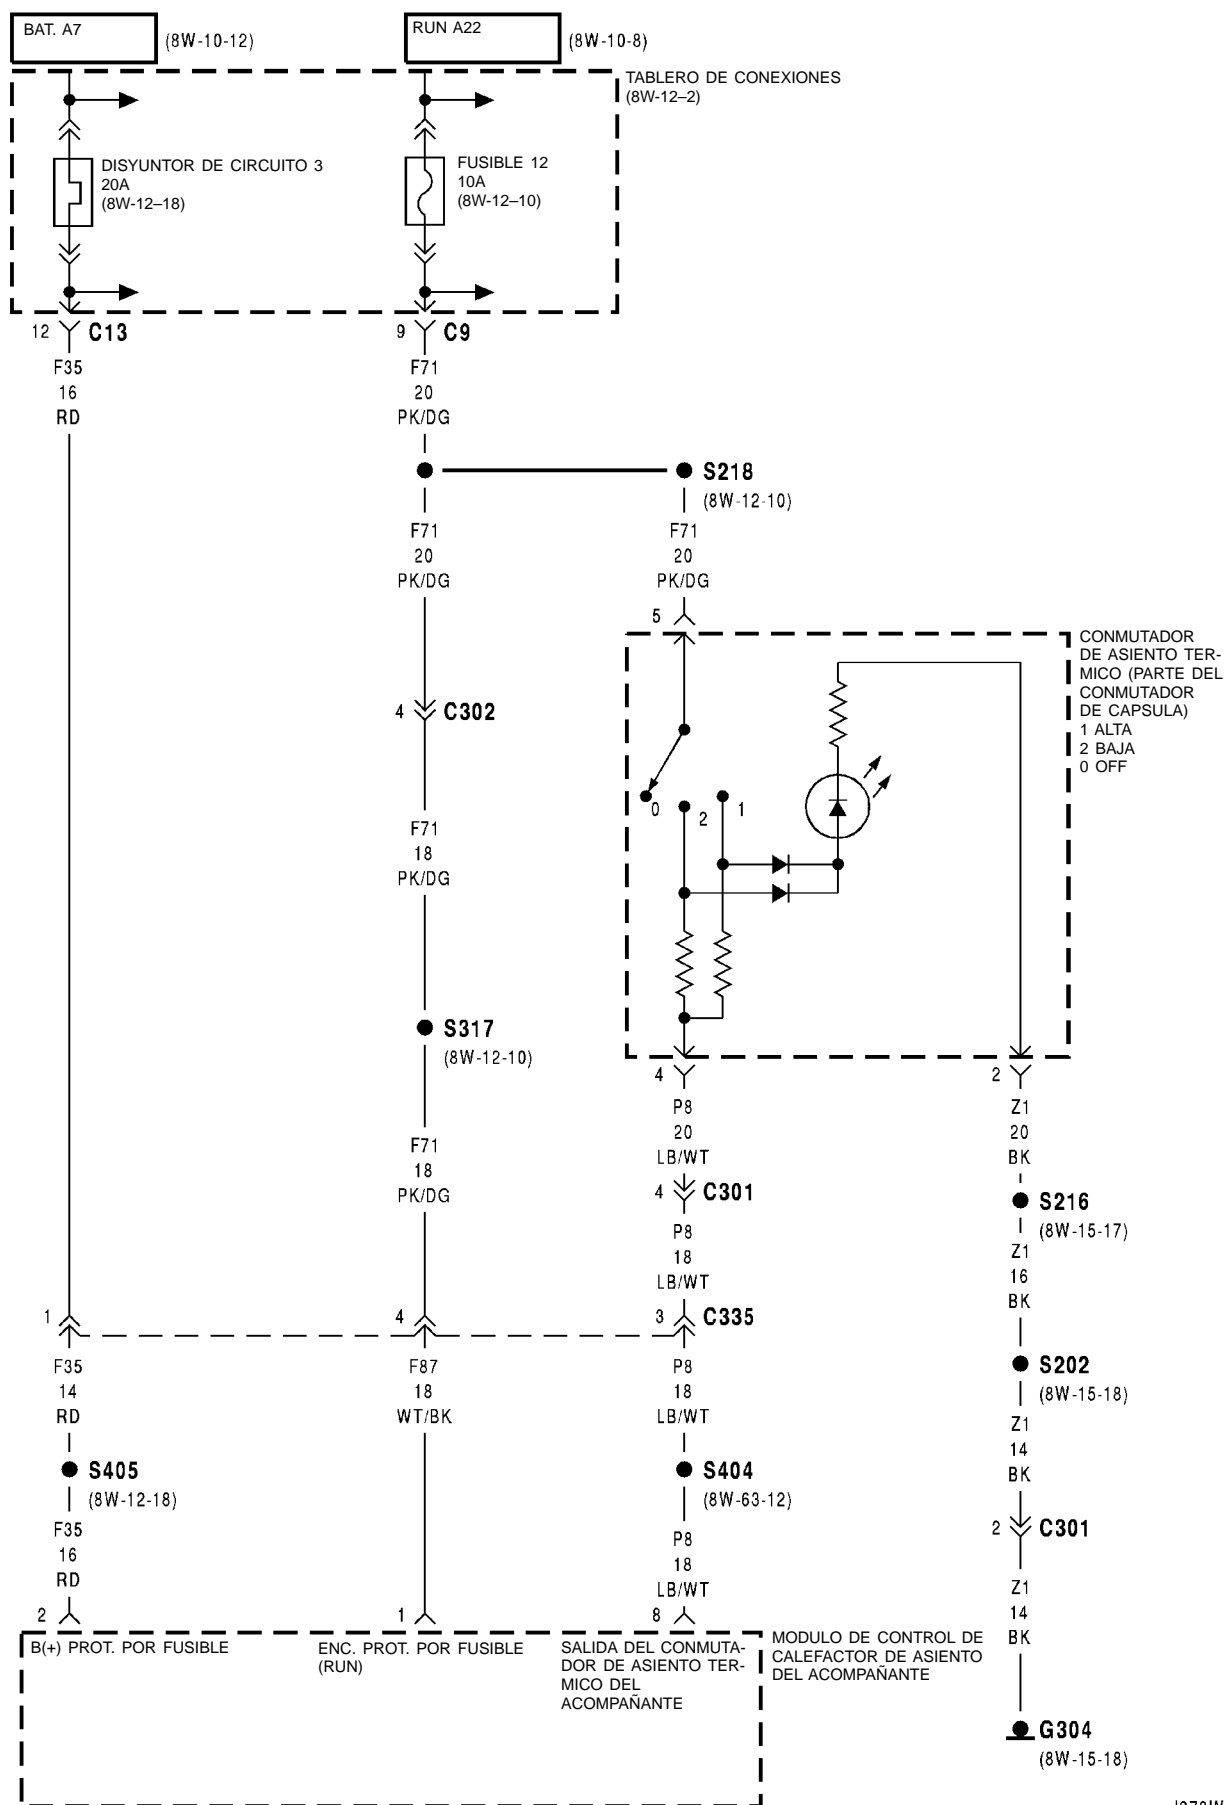 BAT. A7
(8W-10-12)
RUN A22
(8W-10-8)
TABLERO DE CONEXIONES
(8W-12–2)
DISYUNTOR DE CIRCUITO 3
20A
(8W-12–18)
FUSIBLE 12
10A
(8W-12–10)
12 C13
9 C9
F35
16
RD
F71
20
PK/DG
S218
(8W-12-10)
F71
20
PK/DG
F71
20
PK/DG
5
CONMUTADOR
DE ASIENTO TER-
MICO (PARTE DEL
CONMUTADOR
DE CAPSULA)
1 ALTA
2 BAJA
0 OFF
4 C302
0
2
1
F71
18
PK/DG
S317
(8W-12-10)
4
2
P8
20
LB/WT
Z1
20
BK
F71
18
PK/DG
4 C301
S216
(8W-15-17)
P8
18
LB/WT
Z1
16
BK
1
4
3 C335
F35
14
RD
F87
18
WT/BK
P8
18
LB/WT
S202
(8W-15-18)
Z1
14
BK
S405
(8W-12-18)
S404
(8W-63-12)
F35
16
RD
P8
18
LB/WT
2 C301
Z1
14
BK
2
1
8
B(+) PROT. POR FUSIBLE
ENC. PROT. POR FUSIBLE
(RUN)
SALIDA DEL CONMUTA-
DOR DE ASIENTO TER-
MICO DEL
ACOMPAÑANTE
MODULO DE CONTROL DE
CALEFACTOR DE ASIENTO
DEL ACOMPAÑANTE
G304
(8W-15-18)